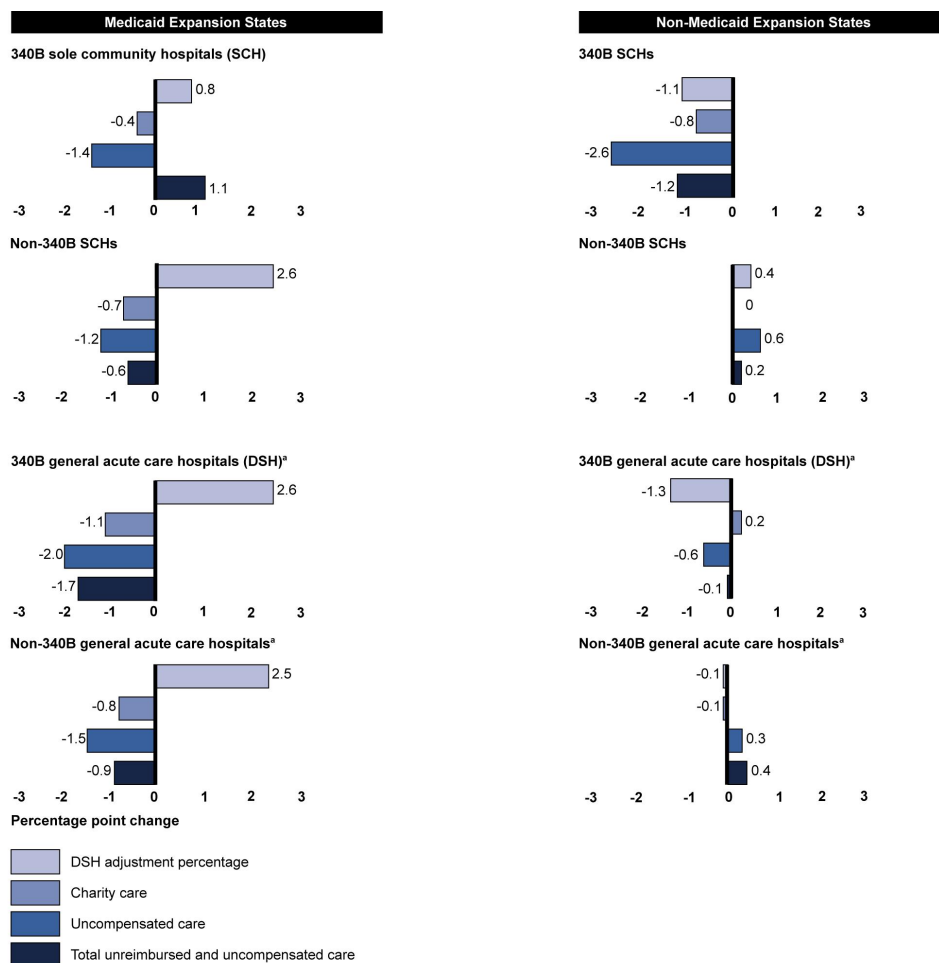 Medicaid Expansion States
Non-Medicaid Expansion States
340B sole community hospitals (SCH)
0.8
-0.4
-1.4
1.1
-3 -2 -1 0 1 2 3
340B SCHs
-1.1
-0.8
-2.6
-1.2
-3 -2 -1 0 1 2 3
Non-340B SCHs
2.6
-0.7
-1.2
-0.6
-3 -2 -1 0 1 2 3
Non-340B SCHs
0.4
0
0.6
0.2
-3 -2 -1 0 1 2 3
340B general acute care hospitals (DSH)ª
2.6
-1.1
-2.0
-1.7
-3 -2 -1 0 1 2 3
340B general acute care hospitals (DSH)ª
-1.3
0.2
-0.6
-0.1
-3 -2 -1 0 1 2 3
Non-340B general acute care hospitalsª
2.5
-0.8
-1.5
-0.9
-3 -2 -1 0 1 2 3
Non-340B general acute care hospitalsª
-0.1
-0.1
0.3
0.4
-3 -2 -1 0 1 2 3
Percentage point change
DSH adjustment percentage
Charity care
Uncompensated care
Total unreimbursed and uncompensated care